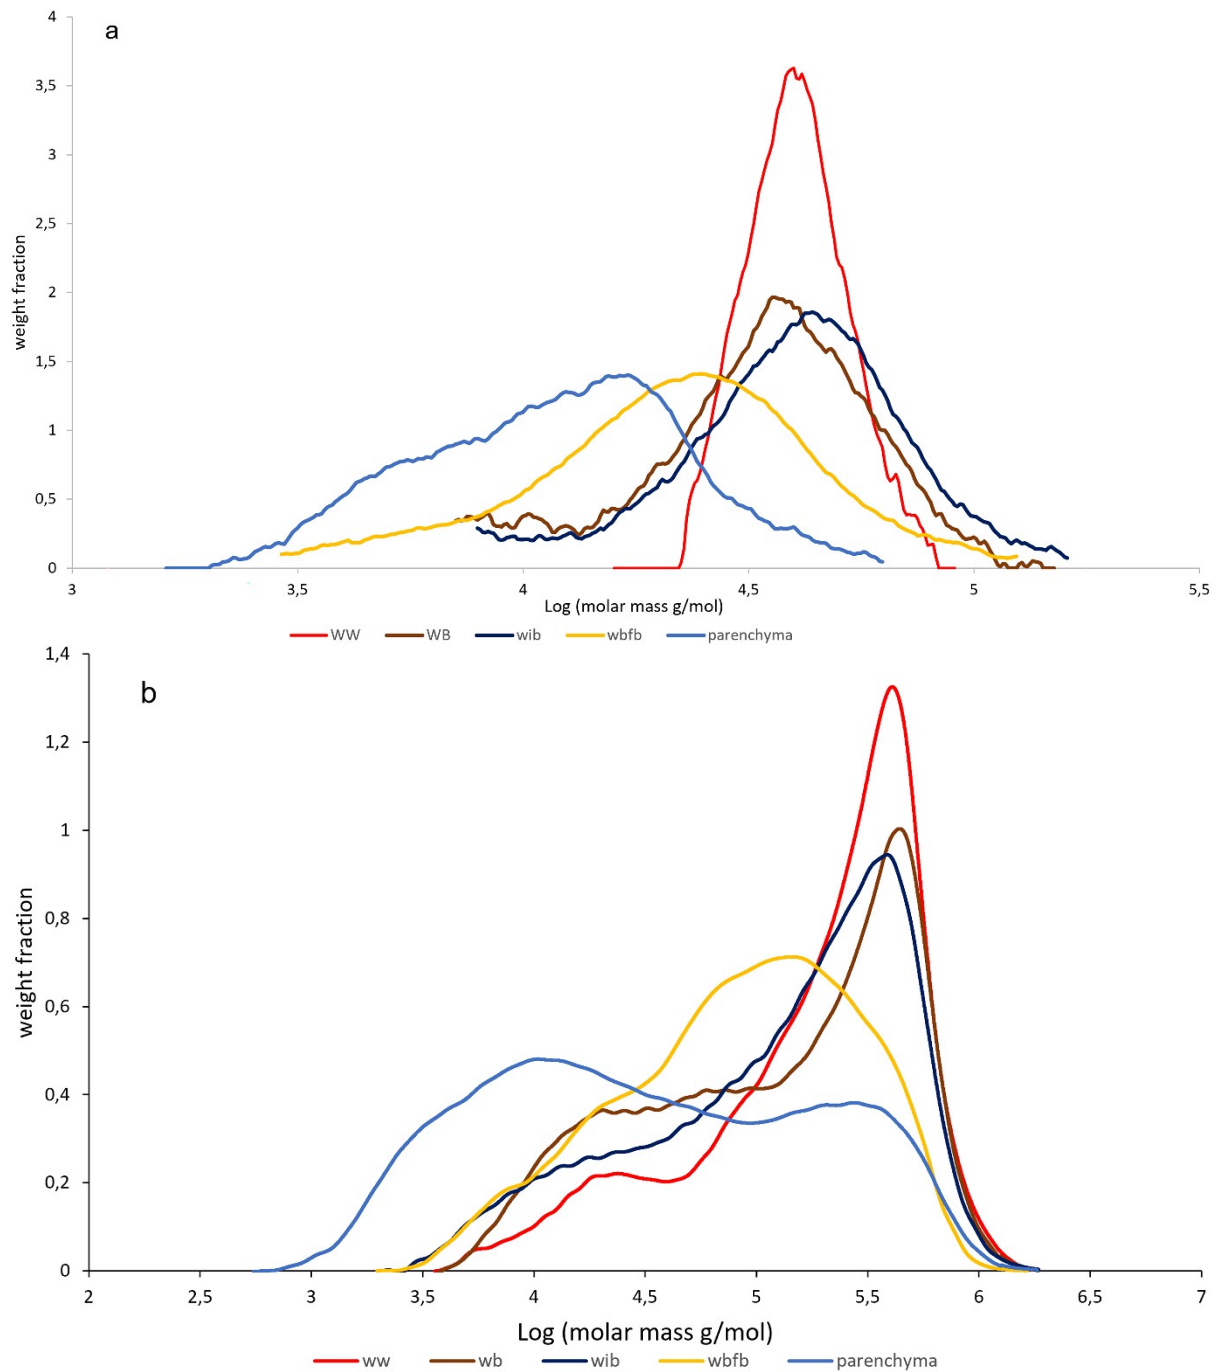 a
4
3,5
3
2,5
2
1,5
1
0,5
0
weight fraction
3 3,5 4 4,5 5 5,5
Log (molar mass g/mol)
WW WB wib wbfb parenchyma
b
1,4
1,2
1
0,8
0,6
0,4
0,2
0
weight fraction
2 2,5 3 3,5 4 4,5 5 5,5 6 6,5 7
Log (molar mass g/mol)
ww wb wib wbfb parenchyma